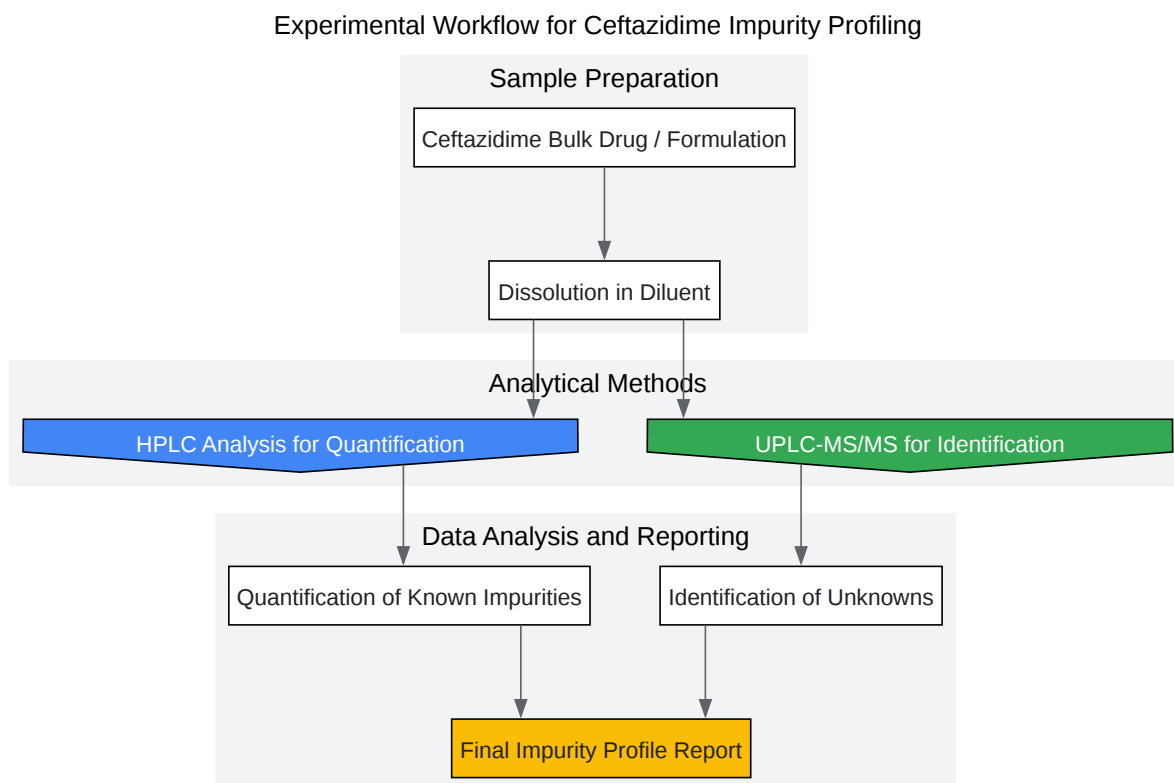 Experimental Workflow for Ceftazidime Impurity Profiling
Sample Preparation
Ceftazidime Bulk Drug / Formulation
Dissolution in Diluent
Analytical Methods
HPLC Analysis for Quantification
UPLC-MS/MS for Identification
Data Analysis and Reporting
Quantification of Known Impurities
Identification of Unknowns
Final Impurity Profile Report